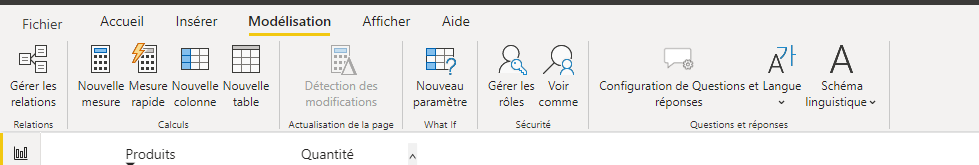 Fichier Accueil Insérer Modélisation Afficher Aide
Gérer les relations
Nouvelle mesure
Mesure rapide
Nouvelle colonne
Nouvelle table
Détection des modifications
Nouveau paramètre
Gérer les rôles
Voir comme
Configuration de Questions et réponses
Langue
Schéma linguistique
Relations Calculs Actualisation de la page What If Sécurité Questions et réponses
Produits Quantité